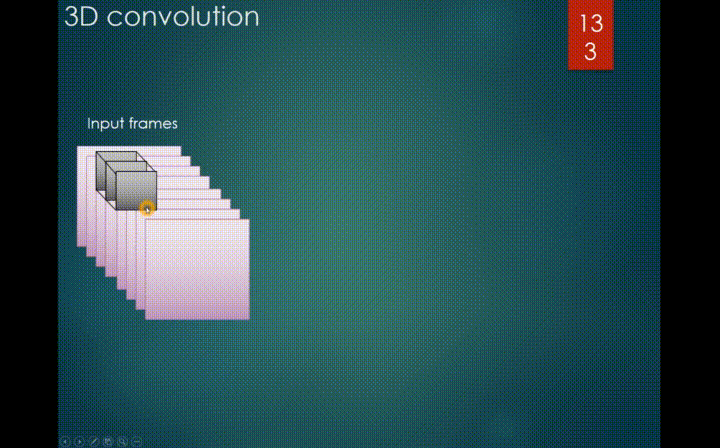 3D convolution
13
3
Input frames